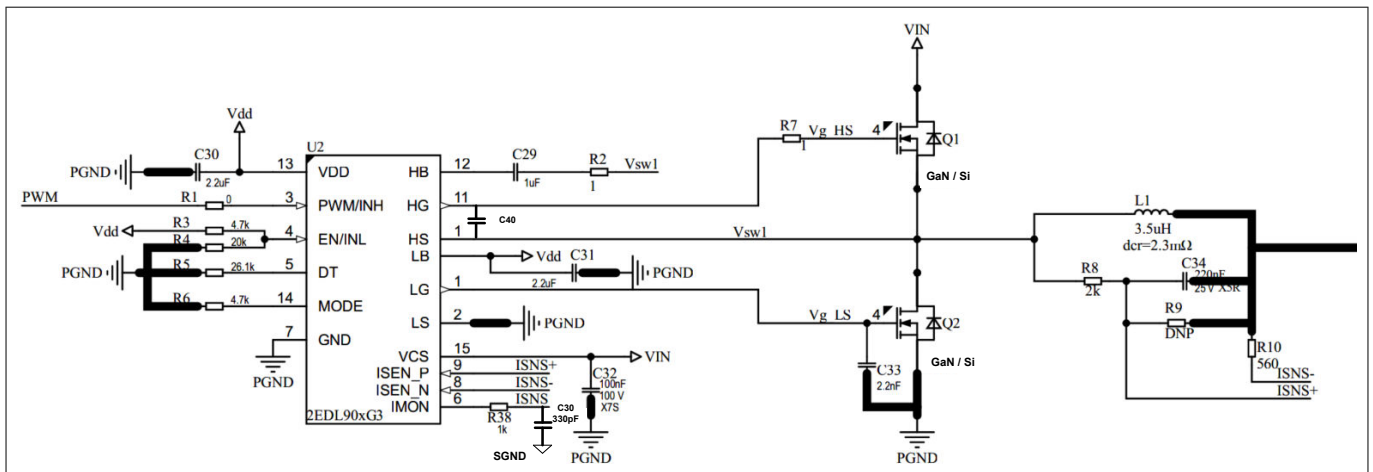 VIN
Vdd
U2
R7
Vg_HS
4
Q1
1
C30
13
VDD
HB
12
C29
R2
Vsw1
PGND
2.2uF
1uF
1
GaN / Si
PWM
R1
0
3
PWM/INH
HG
11
C40
R3
4.7k
Vdd
R4
20k
4
EN/INL
HS
1
Vsw1
L1
3.5uH
dcr=2.3mΩ
LB
Vdd
C31
PGND
R5
26.1k
5
DT
2.2uF
PGND
LG
1
R8
2k
C34
220nF
25V X5R
R6
4.7k
14
MODE
LS
2
PGND
Vg_LS
4
Q2
R9
DNP
7
GND
GaN / Si
VCS
15
VIN
C33
2.2nF
R10
560
PGND
ISEN_P
9
ISNS+
C32
100nF
100 V
X7S
ISNS-
ISEN_N
8
ISNS-
ISNS+
IMON
6
ISNS
2EDL90xG3
R38
1k
C30
330pF
SGND
PGND
PGND